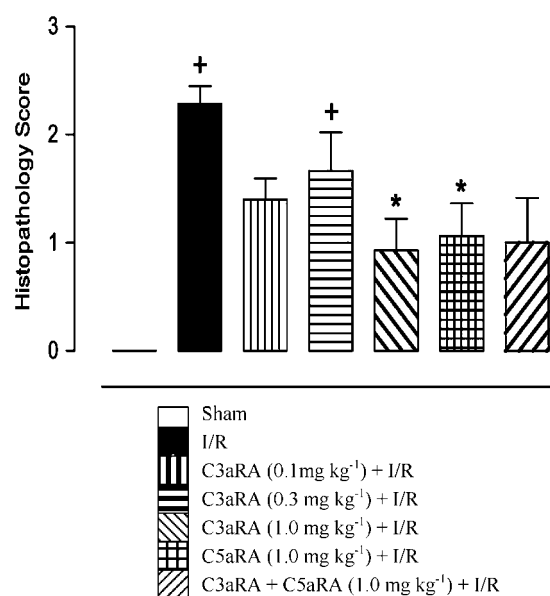 Histopathology Score
3
2
1
0
+
+
*
*
Sham
I/R
C3aRA (0.1mg kg⁻¹) + I/R
C3aRA (0.3 mg kg⁻¹) + I/R
C3aRA (1.0 mg kg⁻¹) + I/R
C5aRA (1.0 mg kg⁻¹) + I/R
C3aRA + C5aRA (1.0 mg kg⁻¹) + I/R